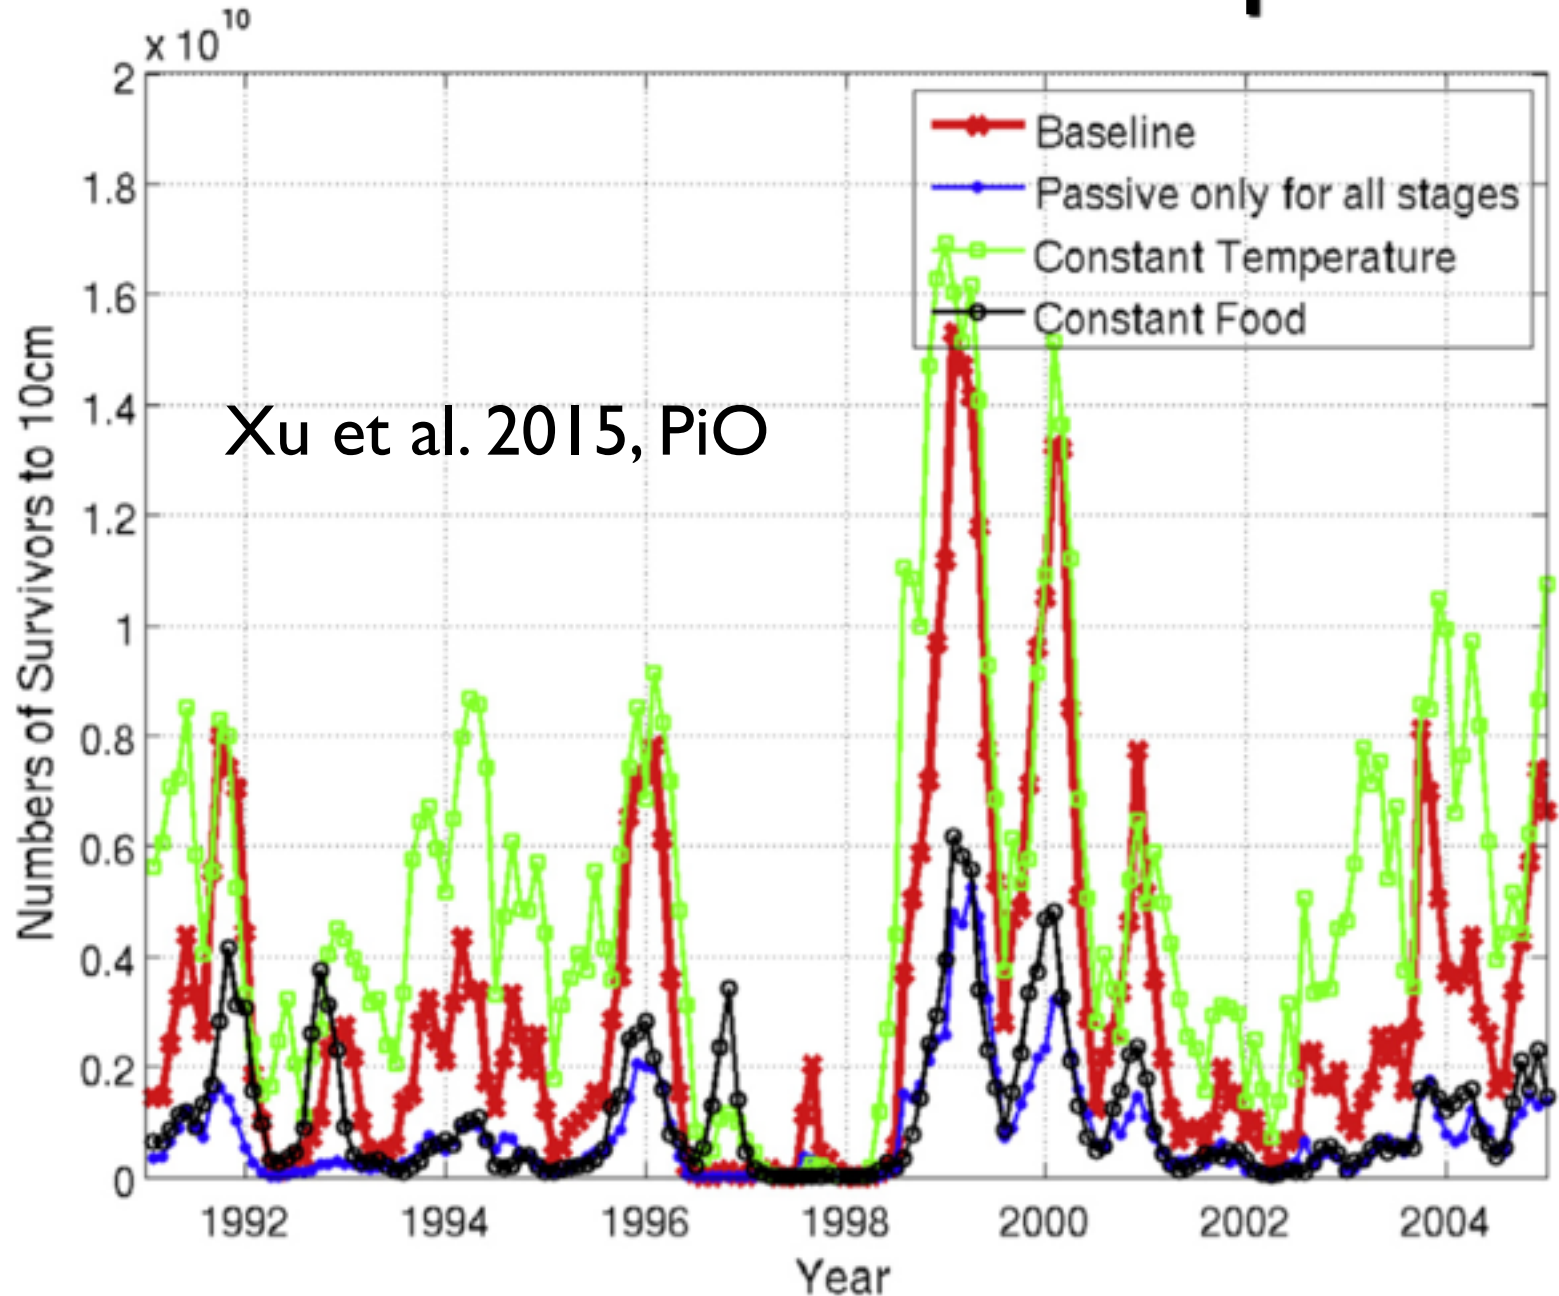 x 10^10
2
1.8
1.6
1.4
1.2
1
0.8
0.6
0.4
0.2
0
Numbers of Survivors to 10cm
Baseline
Passive only for all stages
Constant Temperature
Constant Food
Xu et al. 2015, PiO
1992 1994 1996 1998 2000 2002 2004
Year